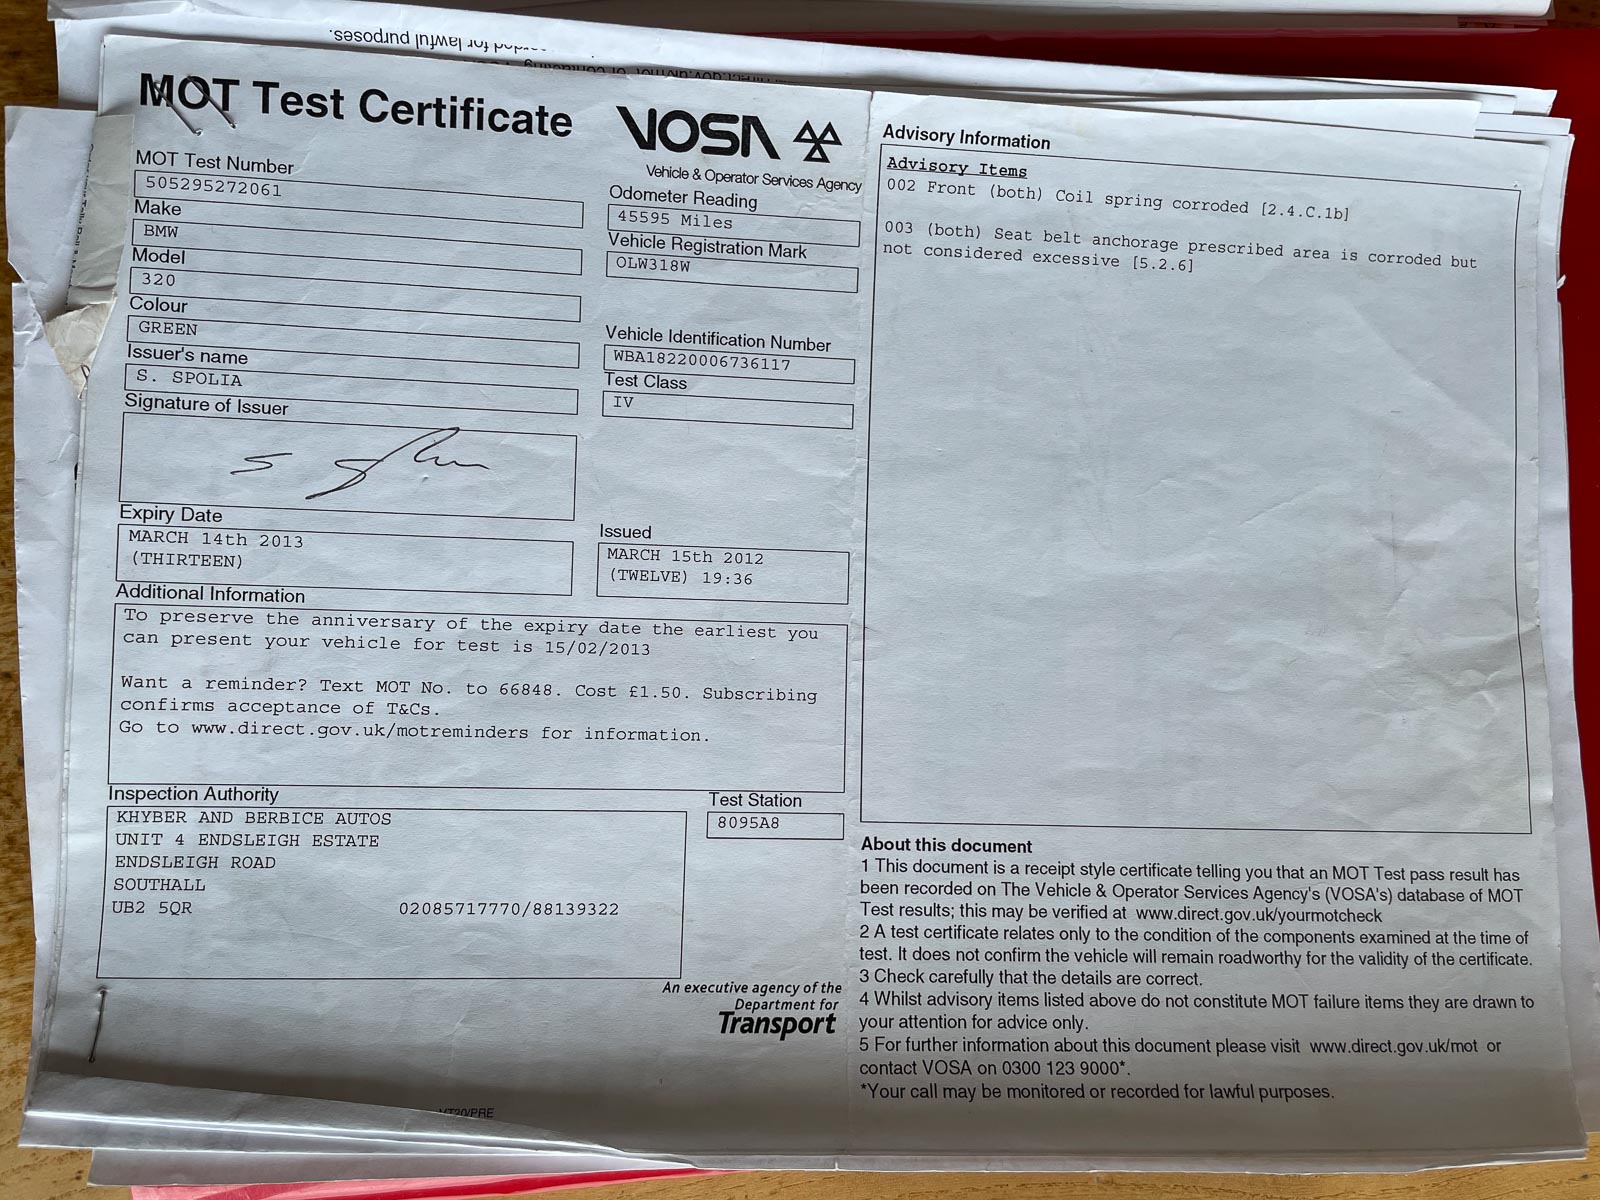 recorded for lawful purposes.
MOT Test Certificate
VOSA
Vehicle & Operator Services Agency
MOT Test Number
505295272061
Make
BMW
Model
320
Colour
GREEN
Issuer's name
S. SPOLIA
Signature of Issuer
Odometer Reading
45595 Miles
Vehicle Registration Mark
OLW318W
Vehicle Identification Number
WBA18220006736117
Test Class
IV
Expiry Date
MARCH 14th 2013
(THIRTEEN)
Issued
MARCH 15th 2012
(TWELVE) 19:36
Additional Information
To preserve the anniversary of the expiry date the earliest you
can present your vehicle for test is 15/02/2013
Want a reminder? Text MOT No. to 66848. Cost £1.50. Subscribing
confirms acceptance of T&Cs.
Go to www.direct.gov.uk/motreminders for information.
Inspection Authority
KHYBER AND BERBICE AUTOS
UNIT 4 ENDSLEIGH ESTATE
ENDSLEIGH ROAD
SOUTHALL
UB2 5QR 02085717770/88139322
Test Station
8095A8
An executive agency of the
Department for
Transport
VT20/PRE
Advisory Information
Advisory Items
002 Front (both) Coil spring corroded [2.4.C.1b]
003 (both) Seat belt anchorage prescribed area is corroded but
not considered excessive [5.2.6]
About this document
1 This document is a receipt style certificate telling you that an MOT Test pass result has
been recorded on The Vehicle & Operator Services Agency's (VOSA's) database of MOT
Test results; this may be verified at www.direct.gov.uk/yourmotcheck
2 A test certificate relates only to the condition of the components examined at the time of
test. It does not confirm the vehicle will remain roadworthy for the validity of the certificate.
3 Check carefully that the details are correct.
4 Whilst advisory items listed above do not constitute MOT failure items they are drawn to
your attention for advice only.
5 For further information about this document please visit www.direct.gov.uk/mot or
contact VOSA on 0300 123 9000*.
*Your call may be monitored or recorded for lawful purposes.